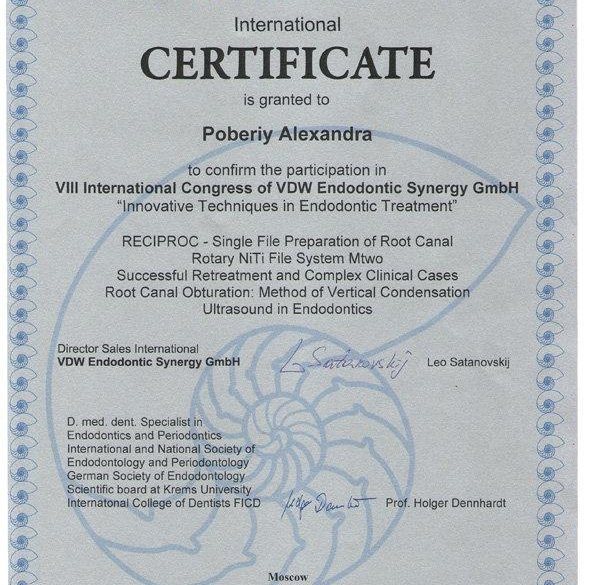 International
CERTIFICATE
is granted to
Poberiy Alexandra
to confirm the participation in
VIII International Congress of VDW Endodontic Synergy GmbH
“Innovative Techniques in Endodontic Treatment”
RECIPROC - Single File Preparation of Root Canal
Rotary NiTi File System Mtwo
Successful Retreatment and Complex Clinical Cases
Root Canal Obturation: Method of Vertical Condensation
Ultrasound in Endodontics
Director Sales International
VDW Endodontic Synergy GmbH
L Satanovskij Leo Satanovskij
D. med. dent. Specialist in
Endodontics and Periodontics
International and National Society of
Endodontology and Periodontology
German Society of Endodontology
Scientific board at Krems University
International College of Dentists FICD
Prof. Holger Dennhardt
Moscow